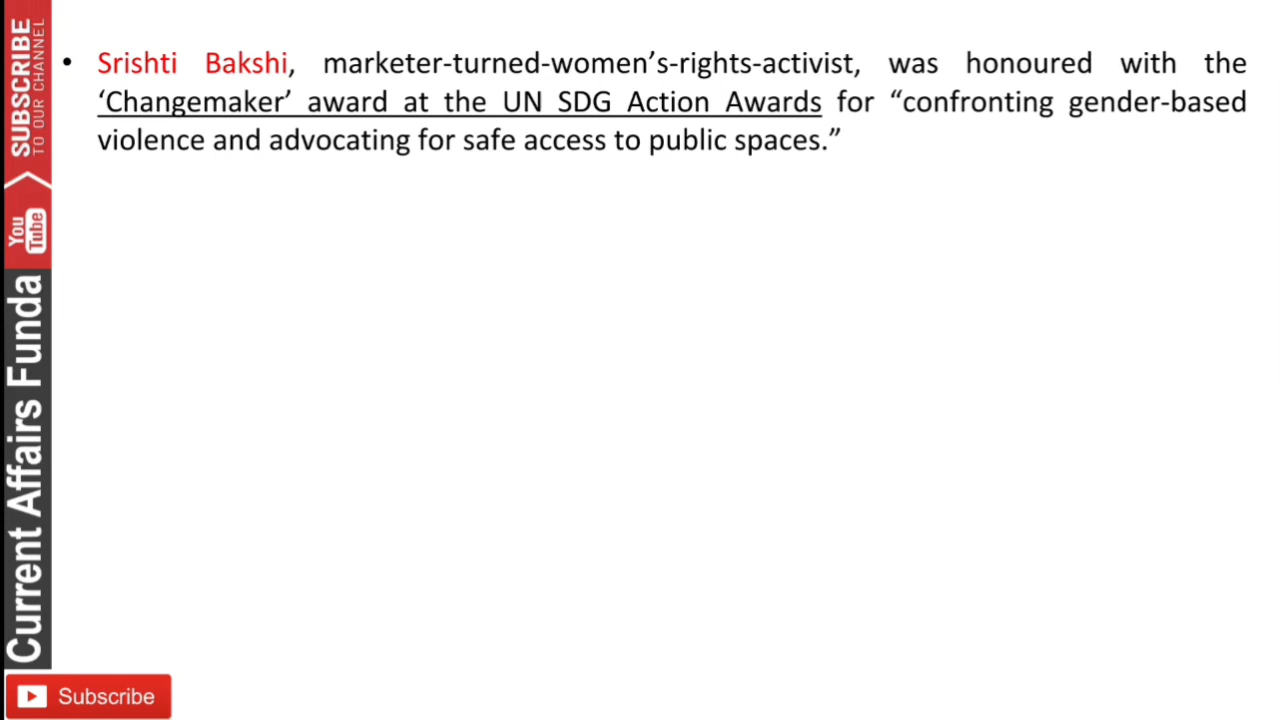 • Srishti Bakshi, marketer-turned-women’s-rights-activist, was honoured with the
‘Changemaker’ award at the UN SDG Action Awards for “confronting gender-based
violence and advocating for safe access to public spaces.”
SUBSCRIBE
TO OUR CHANNEL
You
Tube
Current Affairs Funda
Subscribe